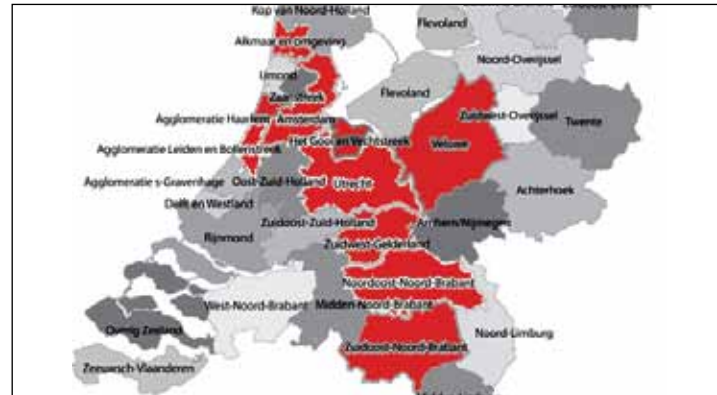 Kop van Noord-Holland
Flevoland
Alkmaar en omgeving
Noord-Overijssel
IJmond
Zaanstreek
Flevoland
Agglomeratie Haarlem
Amsterdam
Zuidwest-Overijssel
Twente
Het Gooi en Vechtstreek
Veluwe
Agglomeratie Leiden en Bollenstreek
Agglomeratie s-Gravenhage
Oost-Zuid-Holland
Utrecht
Achterhoek
Delft en Westland
Zuidoost-Zuid-Holland
Arnhem/Nijmegen
Rijnmond
Zuidwest-Gelderland
Noordoost-Noord-Brabant
West-Noord-Brabant
Midden-Noord-Brabant
Overig Zeeland
Noord-Limburg
Zuidoost-Noord-Brabant
Zeeuwsch-Vlaanderen